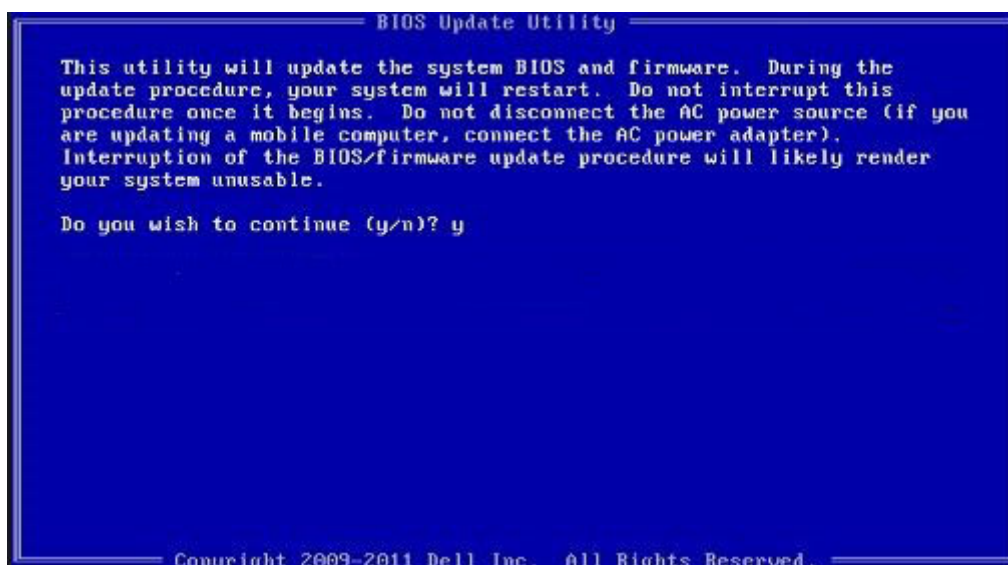 BIOS Update Utility
This utility will update the system BIOS and firmware. During the
update procedure, your system will restart. Do not interrupt this
procedure once it begins. Do not disconnect the AC power source (if you
are updating a mobile computer, connect the AC power adapter).
Interruption of the BIOS/firmware update procedure will likely render
your system unusable.
Do you wish to continue (y/n)? y
Copyright 2009-2011 Dell Inc. All Rights Reserved.